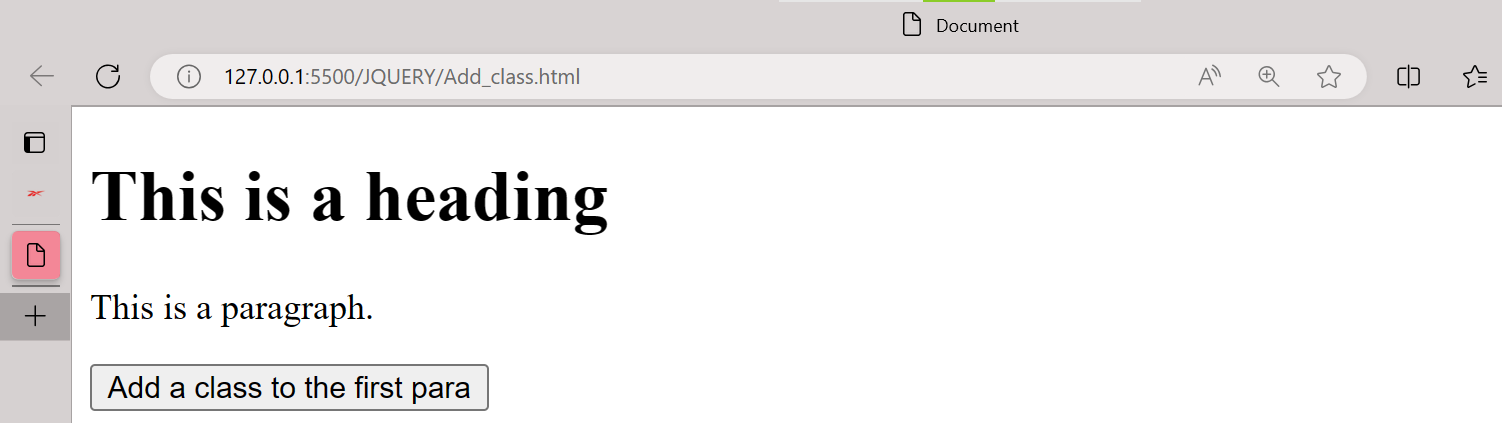 Document
127.0.0.1:5500/JQUERY/Add_class.html
This is a heading
This is a paragraph.
Add a class to the first para